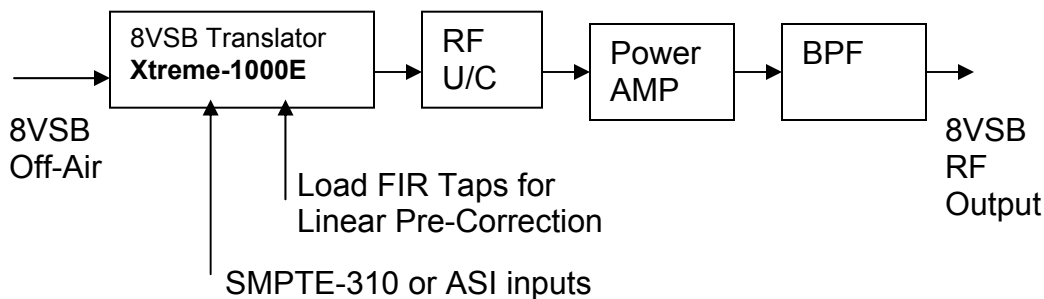 8VSB Translator
Xtreme-1000E
RF
U/C
Power
AMP
BPF
8VSB
Off-Air
8VSB
RF
Output
Load FIR Taps for
Linear Pre-Correction
SMPTE-310 or ASI inputs